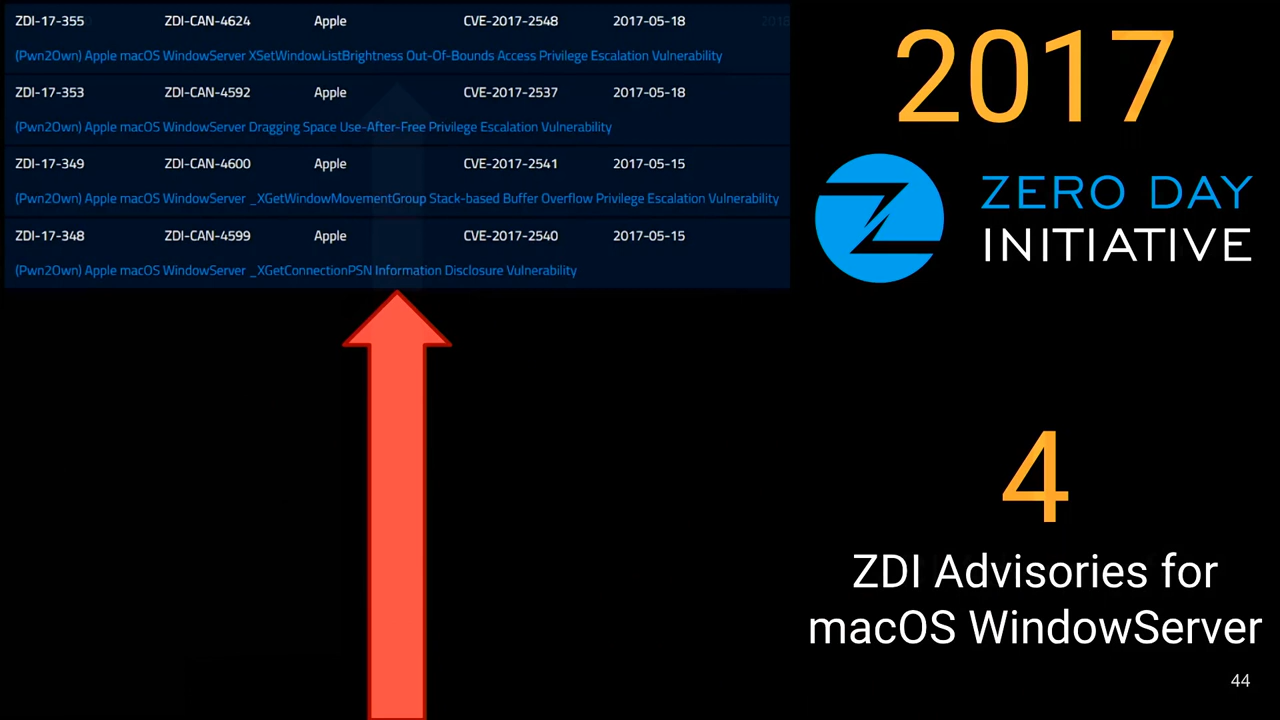 ZDI-17-355 ZDI-CAN-4624 Apple CVE-2017-2548 2017-05-18
(Pwn2Own) Apple macOS WindowServer XSetWindowListBrightness Out-Of-Bounds Access Privilege Escalation Vulnerability
ZDI-17-353 ZDI-CAN-4592 Apple CVE-2017-2537 2017-05-18
(Pwn2Own) Apple macOS WindowServer Dragging Space Use-After-Free Privilege Escalation Vulnerability
ZDI-17-349 ZDI-CAN-4600 Apple CVE-2017-2541 2017-05-15
(Pwn2Own) Apple macOS WindowServer _XGetWindowMovementGroup Stack-based Buffer Overflow Privilege Escalation Vulnerability
ZDI-17-348 ZDI-CAN-4599 Apple CVE-2017-2540 2017-05-15
(Pwn2Own) Apple macOS WindowServer _XGetConnectionPSN Information Disclosure Vulnerability
2017
ZERO DAY
INITIATIVE
4
ZDI Advisories for
macOS WindowServer
44